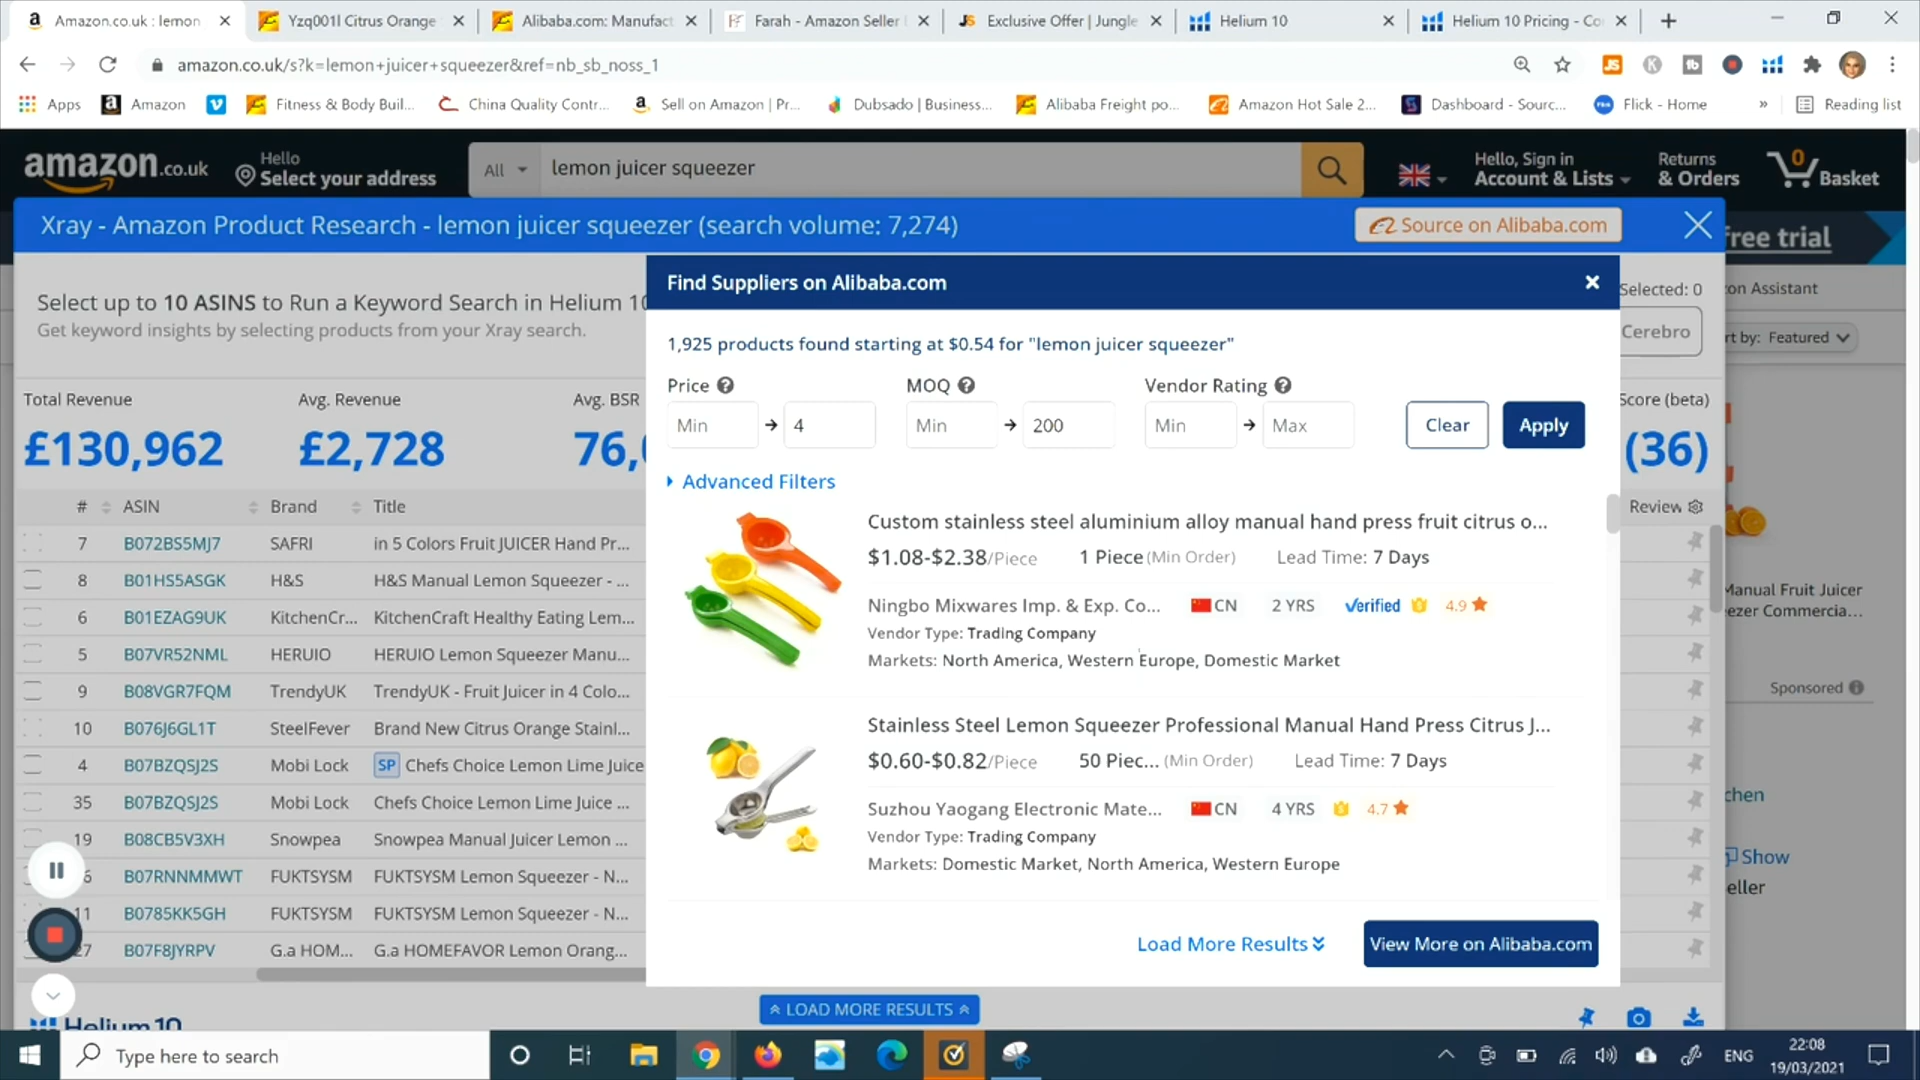 Amazon.co.uk : lemon
Yzq001l Citrus Orange
Alibaba.com: Manufact
Farah - Amazon Seller
JS
Exclusive Offer | Jungle
Helium 10
Helium 10 Pricing - Co
amazon.co.uk/s?k=lemon+juicer+squeezer&ref=nb_sb_noss_1
Apps
Amazon
Fitness & Body Buil...
China Quality Contr...
Sell on Amazon | Pr...
Dubsado | Business...
Alibaba Freight po...
Amazon Hot Sale 2...
Dashboard - Sourc...
Flick - Home
»
Reading list
amazon.co.uk
Hello
Select your address
All
lemon juicer squeezer
Hello, Sign in
Account & Lists
Returns
& Orders
0
Basket
Xray - Amazon Product Research - lemon juicer squeezer (search volume: 7,274)
Source on Alibaba.com
free trial
Select up to 10 ASINS to Run a Keyword Search in Helium 10
Get keyword insights by selecting products from your Xray search.
Find Suppliers on Alibaba.com
Selected: 0
on Assistant
1,925 products found starting at $0.54 for "lemon juicer squeezer"
Cerebro
rt by: Featured
Total Revenue
Avg. Revenue
Avg. BSR
Price
MOQ
Vendor Rating
Score (beta)
£130,962
£2,728
76,
Min
4
Min
200
Min
Max
Clear
Apply
(36)
Advanced Filters
# ASIN Brand Title
Review
7 B072BS5MJ7 SAFRI in 5 Colors Fruit JUICER Hand Pr...
8 B01HS5ASGK H&S H&S Manual Lemon Squeezer - ...
6 B01EZAG9UK KitchenCr... KitchenCraft Healthy Eating Lem...
5 B07VR52NML HERUIO HERUIO Lemon Squeezer Manu...
9 B08VGR7FQM TrendyUK TrendyUK - Fruit Juicer in 4 Colo...
10 B076J6GL1T SteelFever Brand New Citrus Orange Stainl...
4 B07BZQSJ2S Mobi Lock SP Chefs Choice Lemon Lime Juice
35 B07BZQSJ2S Mobi Lock Chefs Choice Lemon Lime Juice ...
19 B08CB5V3XH Snowpea Snowpea Manual Juicer Lemon ...
6 B07RNNMMWT FUKTSYSM FUKTSYSM Lemon Squeezer - N...
11 B0785KK5GH FUKTSYSM FUKTSYSM Lemon Squeezer - N...
27 B07F8JYRPV G.a HOM... G.a HOMEFAVOR Lemon Orang...
Custom stainless steel aluminium alloy manual hand press fruit citrus o...
$1.08-$2.38/Piece
1 Piece (Min Order)
Lead Time: 7 Days
Ningbo Mixwares Imp. & Exp. Co...
CN
2 YRS
Verified
4.9
Vendor Type: Trading Company
Markets: North America, Western Europe, Domestic Market
Stainless Steel Lemon Squeezer Professional Manual Hand Press Citrus J...
$0.60-$0.82/Piece
50 Piec... (Min Order)
Lead Time: 7 Days
Suzhou Yaogang Electronic Mate...
CN
4 YRS
4.7
Vendor Type: Trading Company
Markets: Domestic Market, North America, Western Europe
Load More Results
View More on Alibaba.com
Manual Fruit Juicer
ezer Commercia...
Sponsored
chen
Show
eller
LOAD MORE RESULTS
Helium 10
Type here to search
ENG
22:08
19/03/2021